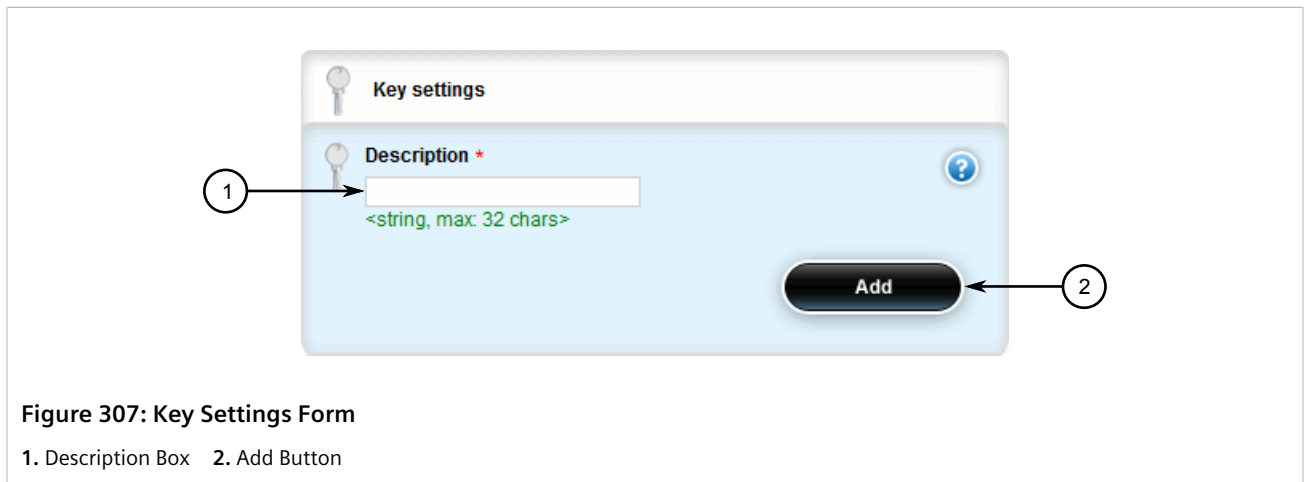 Key settings
Description *
?
1
<string, max: 32 chars>
Add
2
Figure 307: Key Settings Form
1. Description Box 2. Add Button